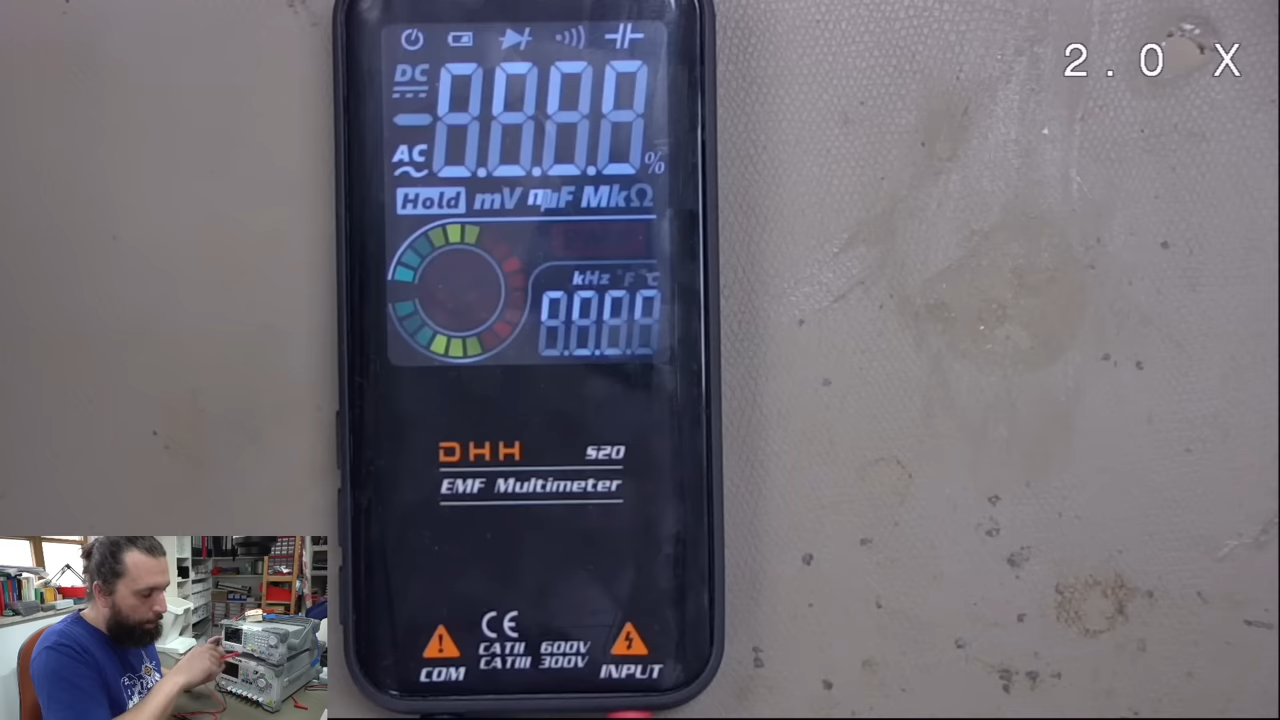 2.0 X
DC
8.8.8.8
AC
%
Hold mV mμF MkΩ
kHz °F °C
8.8.8.8
DHH S20
EMF Multimeter
CE
CATII 600V
CATIII 300V
COM INPUT